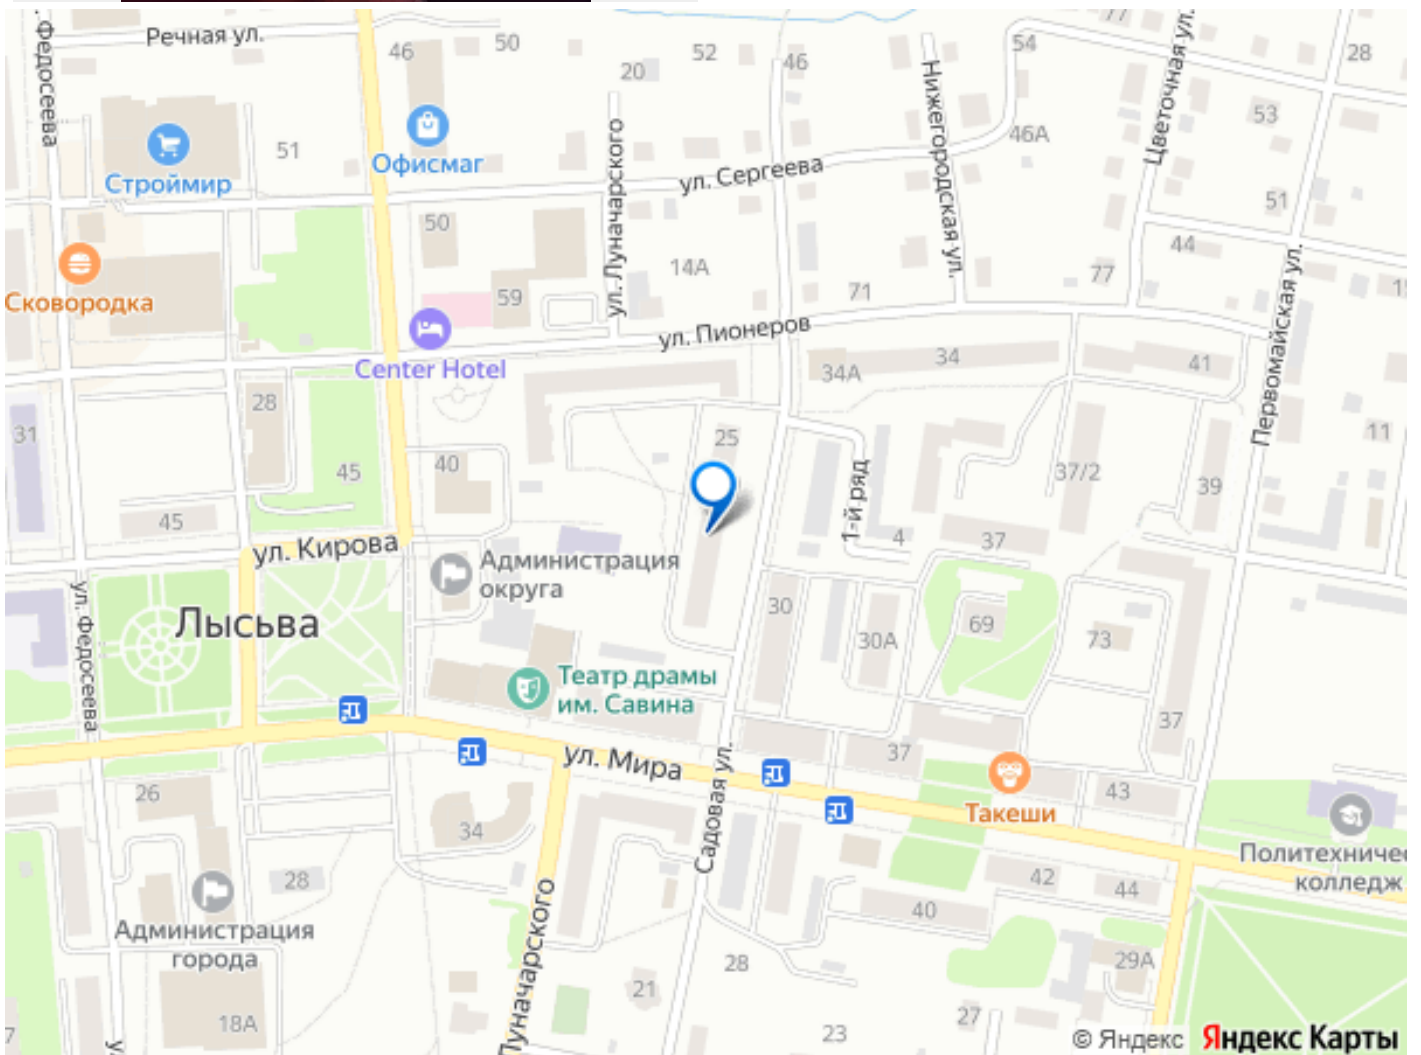 Речная ул.
46
50
52
46
54
77
28
Федосеева
20
Цветочная ул.
53
Нижегородская ул.
51
Строймир
Офисмаг
ул. Луначарского
ул. Сергеева
46А
51
50
44
14А
77
59
71
Первомайская ул.
Сковородка
Center Hotel
ул. Пионеров
34А
34
41
28
31
45
40
25
11
37/2
39
1-й ряд
45
ул. Кирова
4
37
Администрация
округа
ул. Федосеева
Лысьва
30
30А
69
73
Театр драмы
им. Савина
37
ул. Мира
Садовая ул.
37
26
34
Такеши
43
28
42
44
Политехничес
колледж
40
Администрация
города
Луначарского
28
29А
21
18А
23
27
7
© Яндекс Яндекс Карты